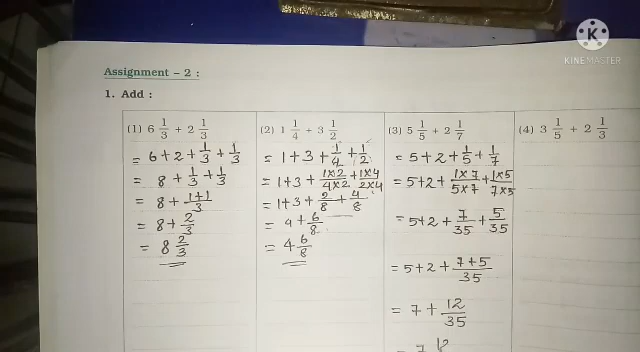 KINEMASTER
Assignment – 2 :
1. Add :
(1) 6 1/3 + 2 1/3
= 6 + 2 + 1/3 + 1/3
= 8 + 1/3 + 1/3
= 8 + 1+1/3
= 8 + 2/3
= 8 2/3
(2) 1 1/4 + 3 1/2
= 1 + 3 + 1/4 + 1/2
= 1 + 3 + 1×2/4×2 + 1×4/2×4
= 1 + 3 + 2/8 + 4/8
= 4 + 6/8
= 4 6/8
(3) 5 1/5 + 2 1/7
= 5 + 2 + 1/5 + 1/7
= 5 + 2 + 1×7/5×7 + 1×5/7×5
= 5 + 2 + 7/35 + 5/35
= 5 + 2 + 7+5/35
= 7 + 12/35
= 7
(4) 3 1/5 + 2 1/3